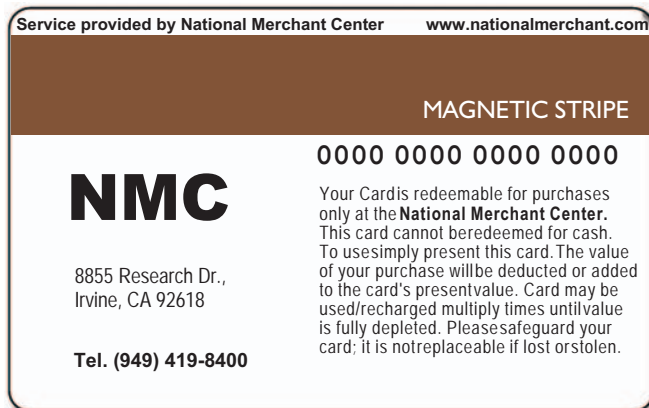 Service provided by National Merchant Center www.nationalmerchant.com
MAGNETIC STRIPE
0000 0000 0000 0000
NMC
8855 Research Dr.,
Irvine, CA 92618
Tel. (949) 419-8400
Your Cardis redeemable for purchases
only at the National Merchant Center.
This card cannot beredeemed for cash.
To usesimply present this card.The value
of your purchase willbe deducted or added
to the card's presentvalue. Card may be
used/recharged multiply times untilvalue
is fully depleted. Pleasesafeguard your
card; it is notreplaceable if lost orstolen.